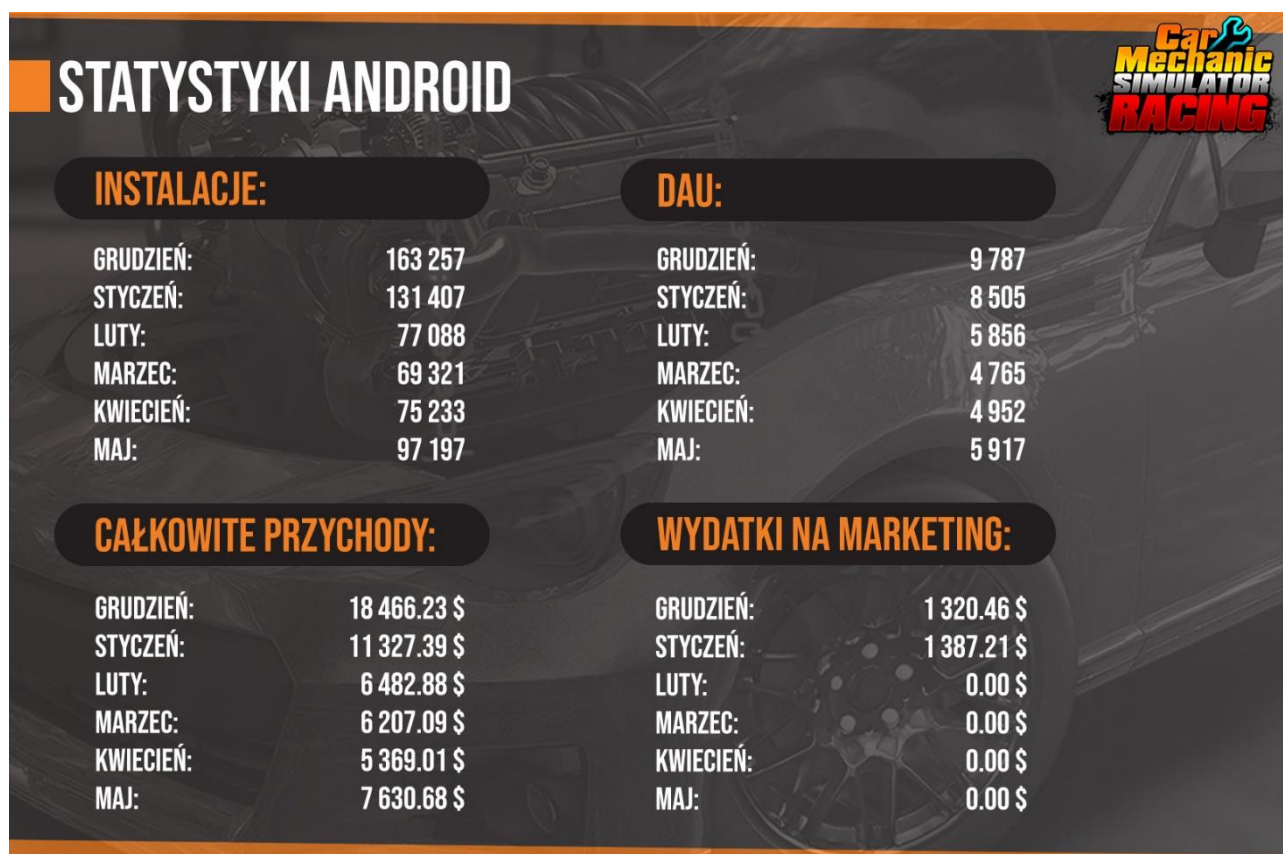 STATYSTYKI ANDROID
Car
Mechanic
SIMULATOR
RACING
INSTALACJE:
GRUDZIEŃ: 163 257
STYCZEŃ: 131 407
LUTY: 77 088
MARZEC: 69 321
KWIECIEŃ: 75 233
MAJ: 97 197
DAU:
GRUDZIEŃ: 9 787
STYCZEŃ: 8 505
LUTY: 5 856
MARZEC: 4 765
KWIECIEŃ: 4 952
MAJ: 5 917
CAŁKOWITE PRZYCHODY:
GRUDZIEŃ: 18 466.23 $
STYCZEŃ: 11 327.39 $
LUTY: 6 482.88 $
MARZEC: 6 207.09 $
KWIECIEŃ: 5 369.01 $
MAJ: 7 630.68 $
WYDATKI NA MARKETING:
GRUDZIEŃ: 1 320.46 $
STYCZEŃ: 1 387.21 $
LUTY: 0.00 $
MARZEC: 0.00 $
KWIECIEŃ: 0.00 $
MAJ: 0.00 $